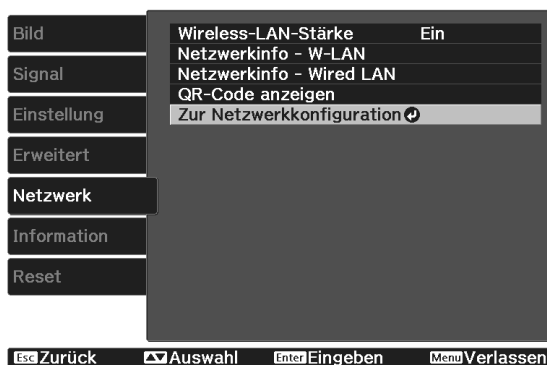 Bild
Signal
Einstellung
Erweitert
Netzwerk
Information
Reset
Wireless-LAN-Stärke Ein
Netzwerkinfo - W-LAN
Netzwerkinfo - Wired LAN
QR-Code anzeigen
Zur Netzwerkkonfiguration
Esc Zurück Auswahl Enter Eingeben Menu Verlassen